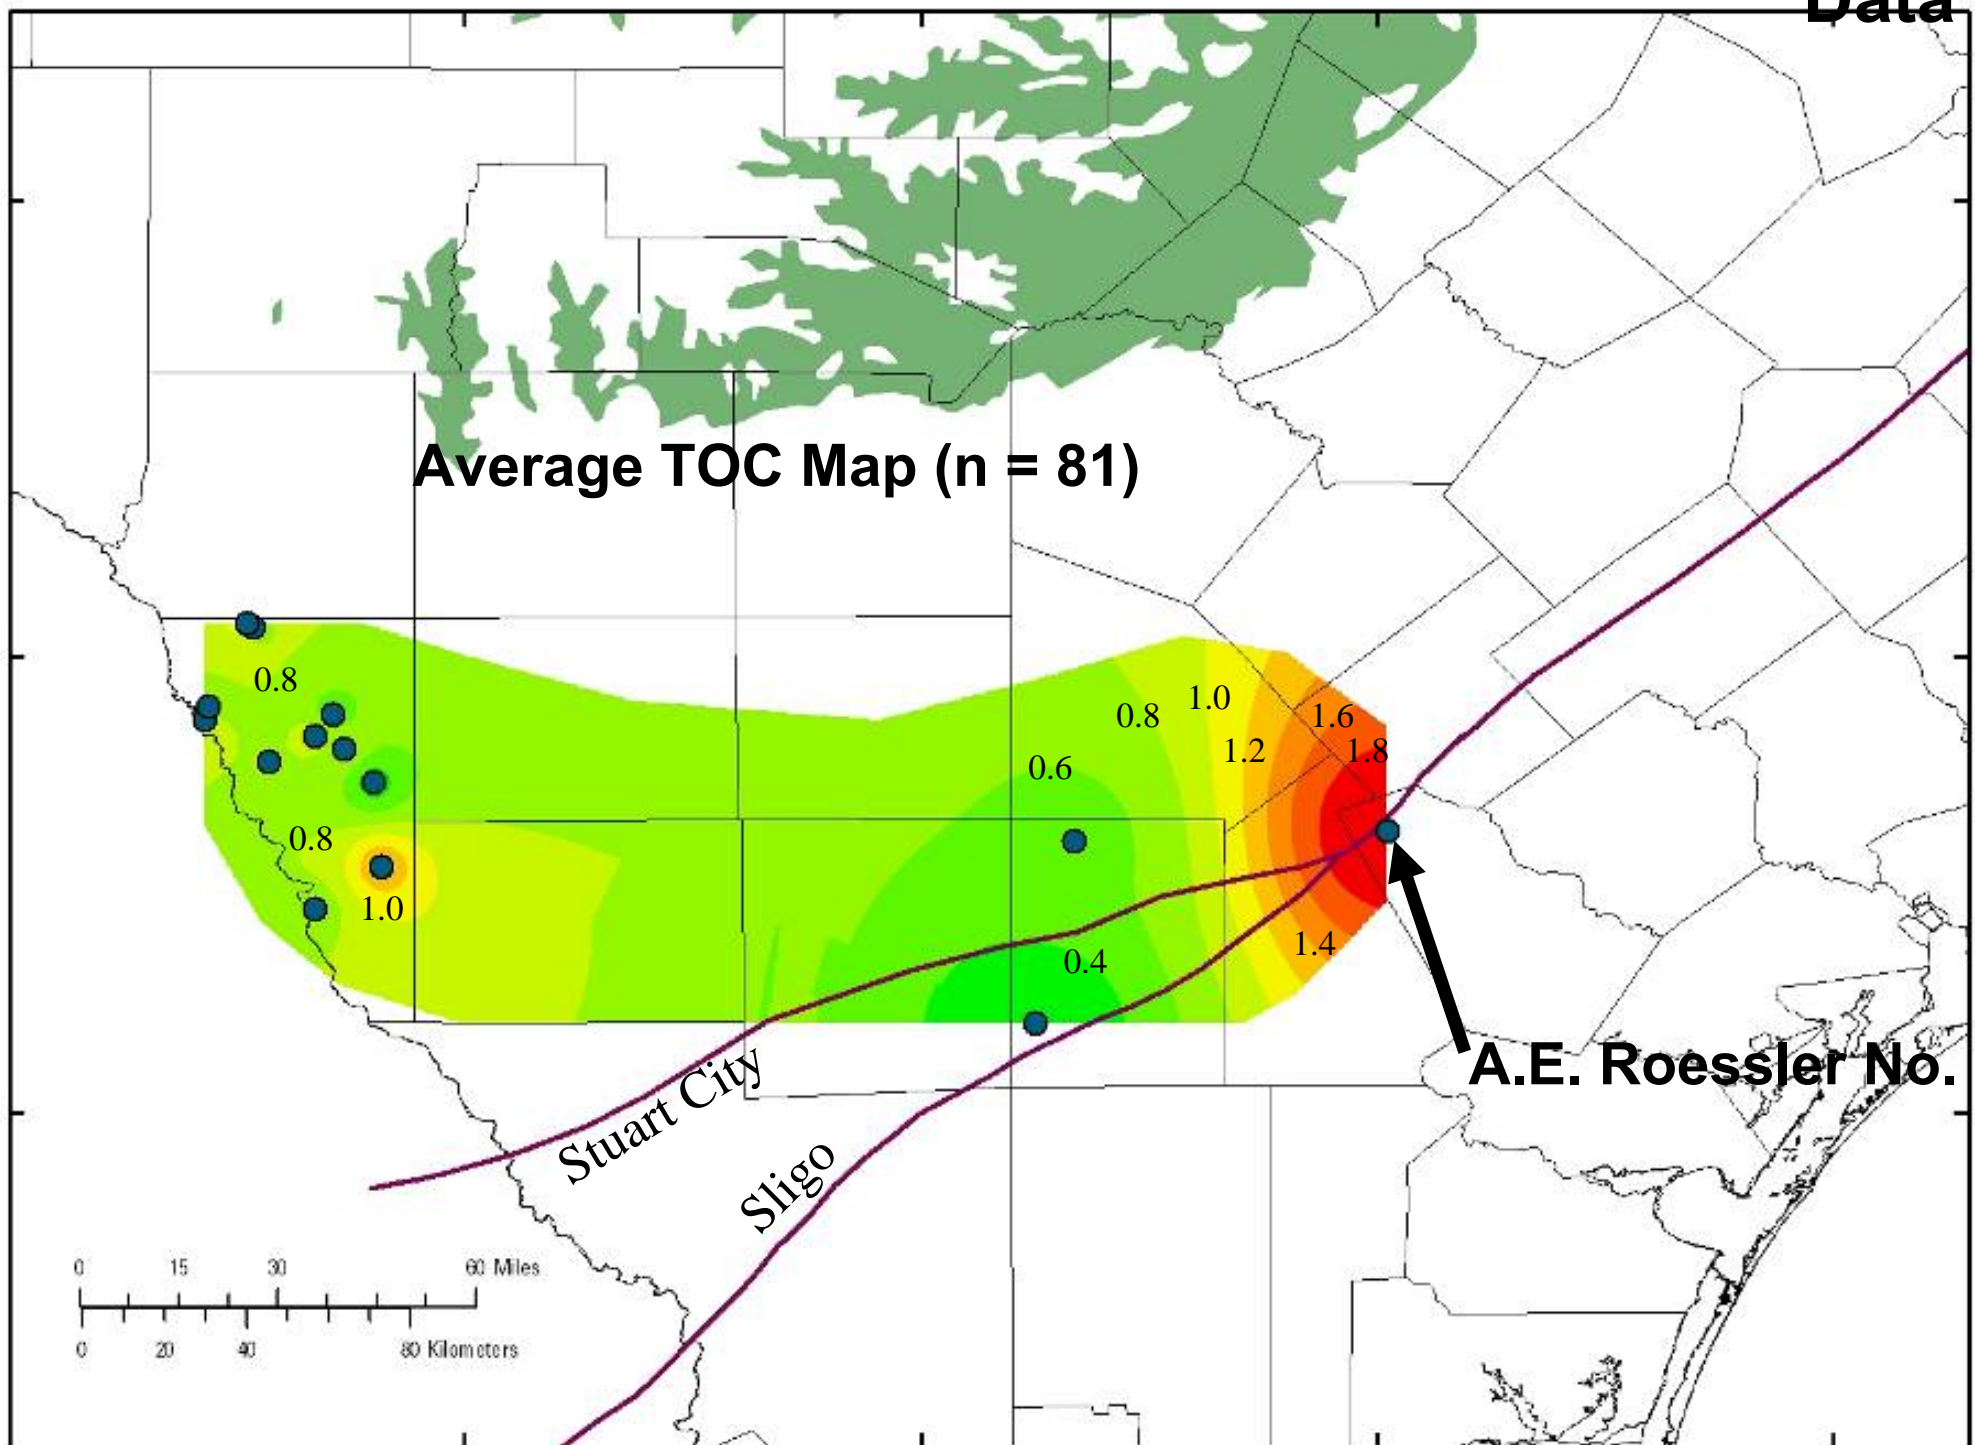 Data
Average TOC Map (n = 81)
0.8
1.0
0.8
1.6
1.2
1.8
0.6
0.8
1.0
1.4
0.4
A.E. Roessler No.
Stuart City
Sligo
0 15 30 60 Miles
0 20 40 80 Kilometers